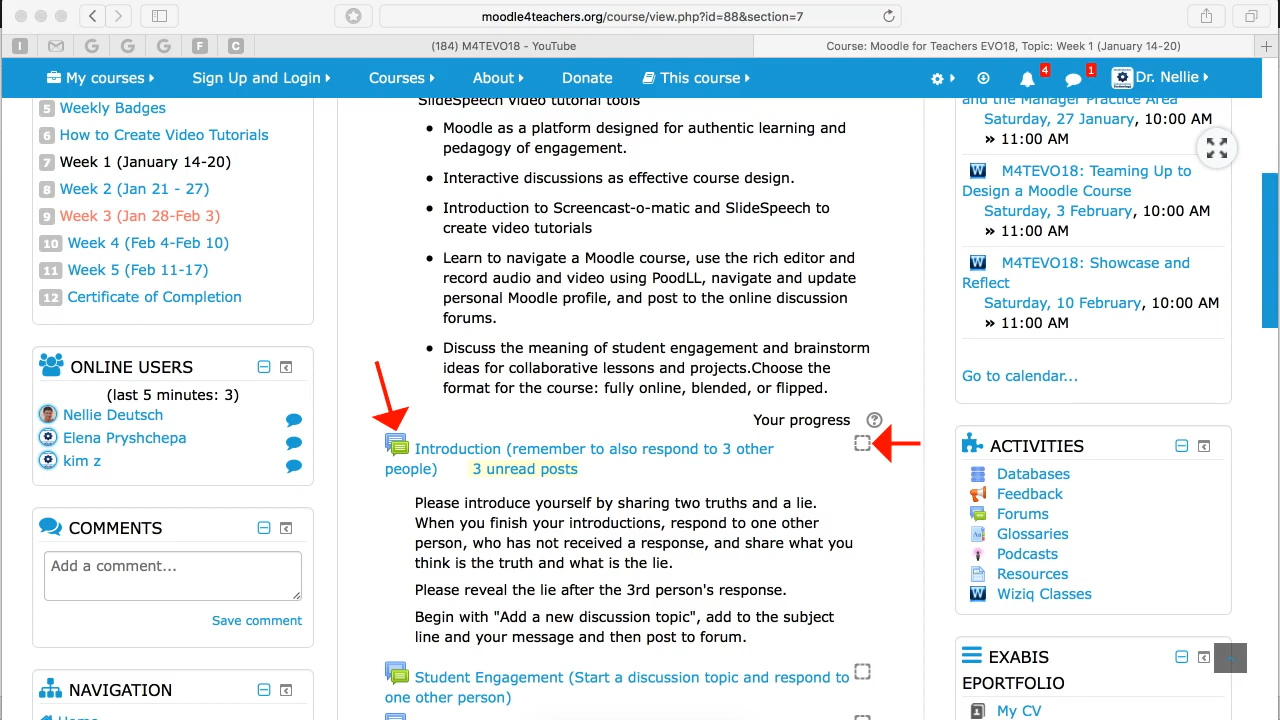 moodle4teachers.org/course/view.php?id=88&section=7
I
F
C
(184) M4TEVO18 - YouTube
Course: Moodle for Teachers EVO18, Topic: Week 1 (January 14-20)
My courses
Sign Up and Login
Courses
About
Donate
This course
4
1
Dr. Nellie
5 Weekly Badges
6 How to Create Video Tutorials
7 Week 1 (January 14-20)
8 Week 2 (Jan 21 - 27)
9 Week 3 (Jan 28-Feb 3)
10 Week 4 (Feb 4-Feb 10)
11 Week 5 (Feb 11-17)
12 Certificate of Completion
ONLINE USERS
(last 5 minutes: 3)
Nellie Deutsch
Elena Pryshchepa
kim z
COMMENTS
Add a comment...
Save comment
NAVIGATION
Home
SlideSpeech video tutorial tools
Moodle as a platform designed for authentic learning and
pedagogy of engagement.
Interactive discussions as effective course design.
Introduction to Screencast-o-matic and SlideSpeech to
create video tutorials
Learn to navigate a Moodle course, use the rich editor and
record audio and video using PoodLL, navigate and update
personal Moodle profile, and post to the online discussion
forums.
Discuss the meaning of student engagement and brainstorm
ideas for collaborative lessons and projects.Choose the
format for the course: fully online, blended, or flipped.
Your progress
Introduction (remember to also respond to 3 other
people) 3 unread posts
Please introduce yourself by sharing two truths and a lie.
When you finish your introductions, respond to one other
person, who has not received a response, and share what you
think is the truth and what is the lie.
Please reveal the lie after the 3rd person's response.
Begin with "Add a new discussion topic", add to the subject
line and your message and then post to forum.
Student Engagement (Start a discussion topic and respond to
one other person)
and the Manager Practice Area
Saturday, 27 January, 10:00 AM
» 11:00 AM
M4TEVO18: Teaming Up to
Design a Moodle Course
Saturday, 3 February, 10:00 AM
» 11:00 AM
M4TEVO18: Showcase and
Reflect
Saturday, 10 February, 10:00 AM
» 11:00 AM
Go to calendar...
ACTIVITIES
Databases
Feedback
Forums
Glossaries
Podcasts
Resources
Wiziq Classes
EXABIS
EPORTFOLIO
My CV